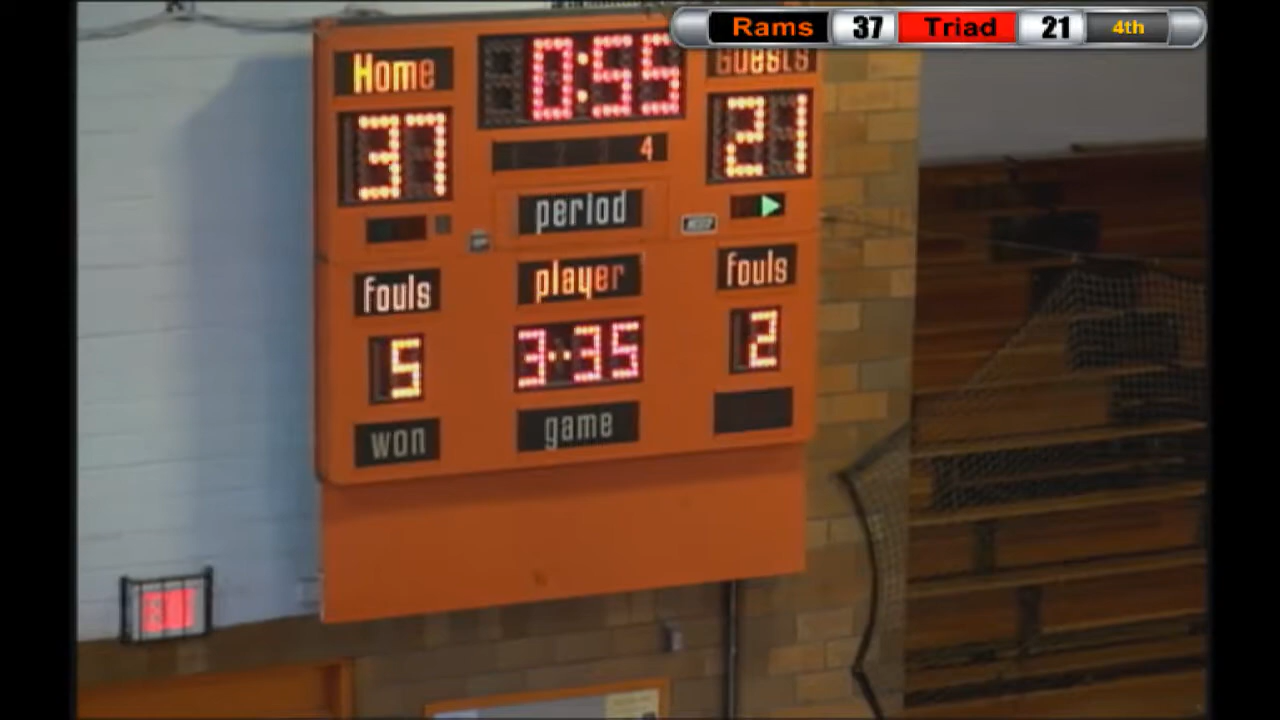 Rams 37 Triad 21 4th
Home 0:55 Guests
37 4 21
period
fouls player fouls
5 3··35 2
won game